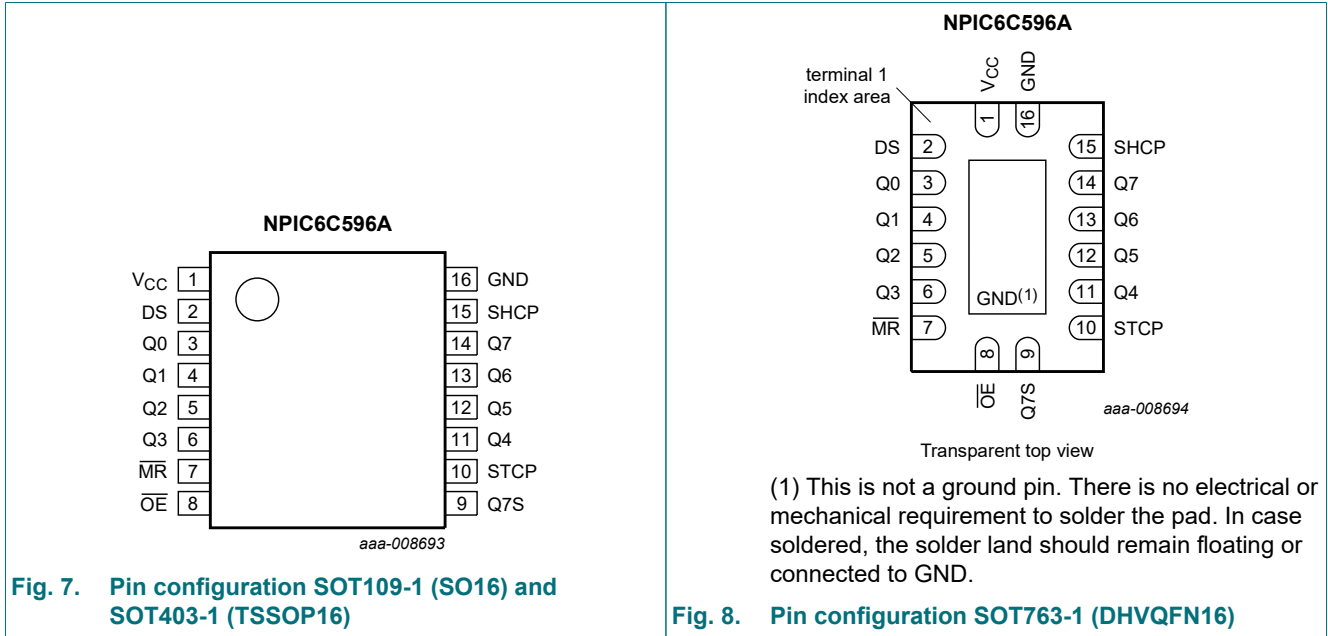 NPIC6C596A
VCC 1
DS 2
Q0 3
Q1 4
Q2 5
Q3 6
MR 7
OE 8
16 GND
15 SHCP
14 Q7
13 Q6
12 Q5
11 Q4
10 STCP
9 Q7S
aaa-008693
Fig. 7. Pin configuration SOT109-1 (SO16) and
SOT403-1 (TSSOP16)
NPIC6C596A
terminal 1
index area
VCC
GND
1
16
DS 2
Q0 3
Q1 4
Q2 5
Q3 6
MR 7
15 SHCP
14 Q7
13 Q6
12 Q5
11 Q4
10 STCP
GND(1)
8
9
OE
Q7S
aaa-008694
Transparent top view
(1) This is not a ground pin. There is no electrical or
mechanical requirement to solder the pad. In case
soldered, the solder land should remain floating or
connected to GND.
Fig. 8. Pin configuration SOT763-1 (DHVQFN16)